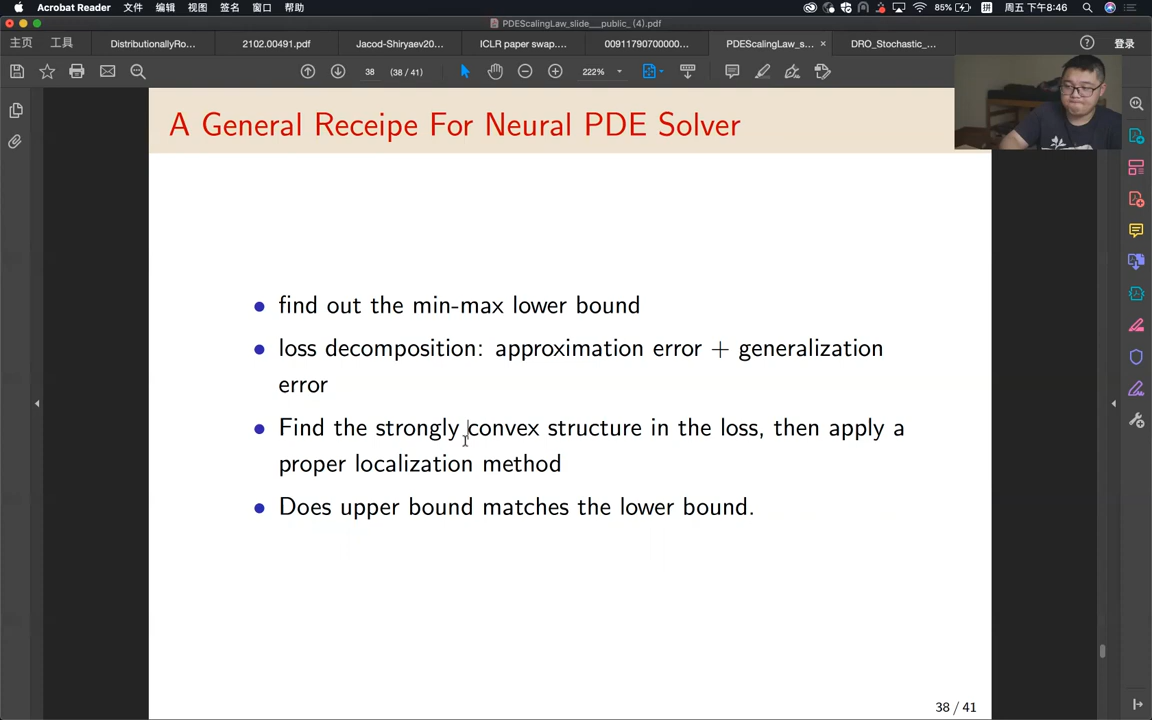 Acrobat Reader 文件 编辑 视图 签名 窗口 帮助 85% 拼 周五 下午8:46
PDEScalingLaw_slide__public_ (4).pdf
主页 工具 DistributionallyRo... 2102.00491.pdf Jacod-Shiryaev20... ICLR paper swap.... 00911790700000... PDEScalingLaw_s... × DRO_Stochastic_... 登录
38 (38 / 41) 222%
A General Receipe For Neural PDE Solver
• find out the min-max lower bound
• loss decomposition: approximation error + generalization
error
• Find the strongly convex structure in the loss, then apply a
proper localization method
• Does upper bound matches the lower bound.
38 / 41